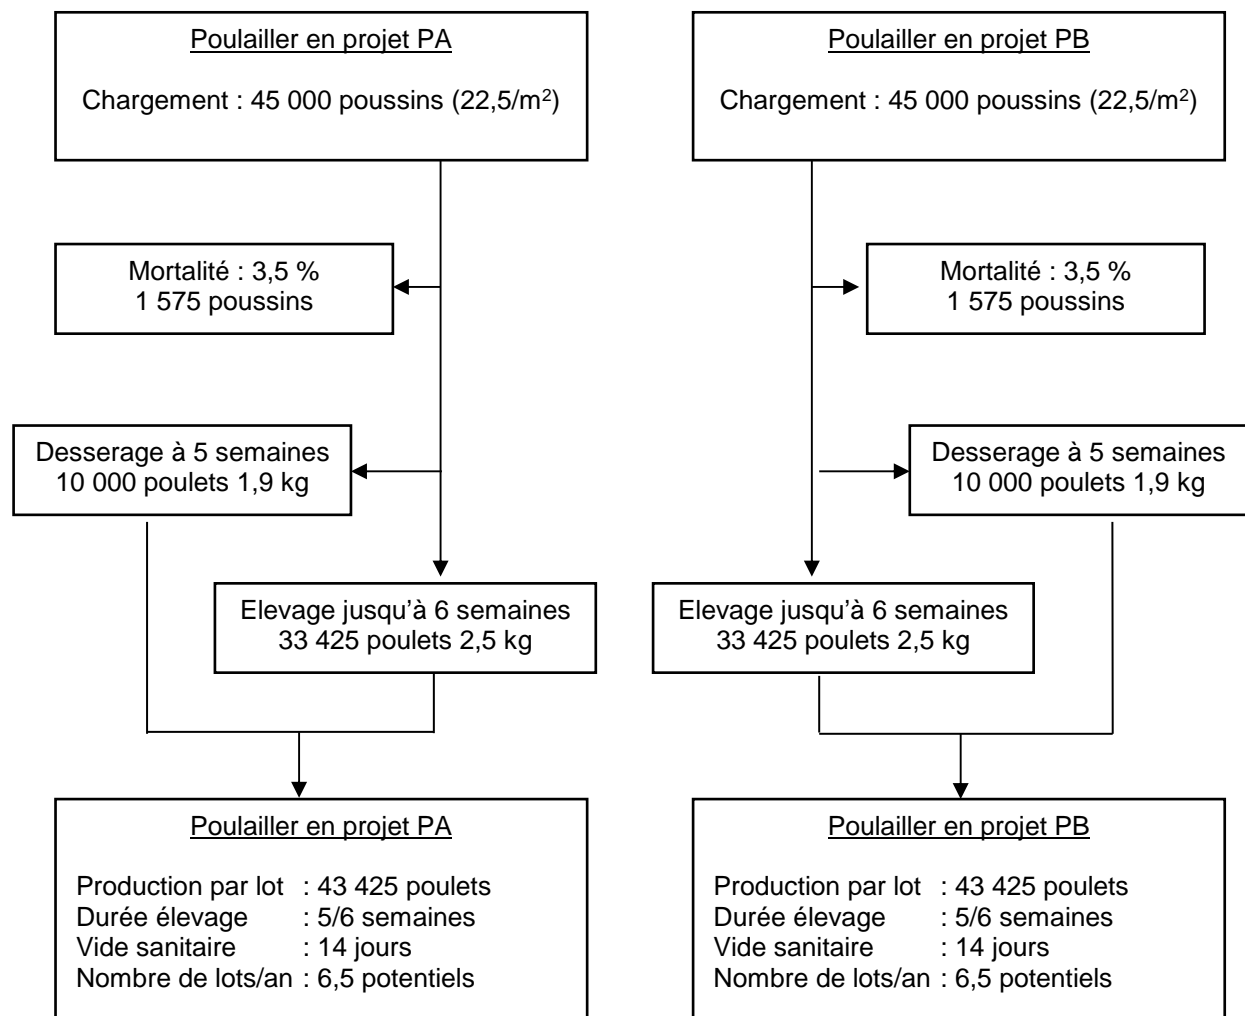 Poulailler en projet PA
Chargement : 45 000 poussins (22,5/m²)
Poulailler en projet PB
Chargement : 45 000 poussins (22,5/m²)
Mortalité : 3,5 %
1 575 poussins
Mortalité : 3,5 %
1 575 poussins
Desserage à 5 semaines
10 000 poulets 1,9 kg
Desserage à 5 semaines
10 000 poulets 1,9 kg
Elevage jusqu'à 6 semaines
33 425 poulets 2,5 kg
Elevage jusqu'à 6 semaines
33 425 poulets 2,5 kg
Poulailler en projet PA
Production par lot : 43 425 poulets
Durée élevage : 5/6 semaines
Vide sanitaire : 14 jours
Nombre de lots/an : 6,5 potentiels
Poulailler en projet PB
Production par lot : 43 425 poulets
Durée élevage : 5/6 semaines
Vide sanitaire : 14 jours
Nombre de lots/an : 6,5 potentiels